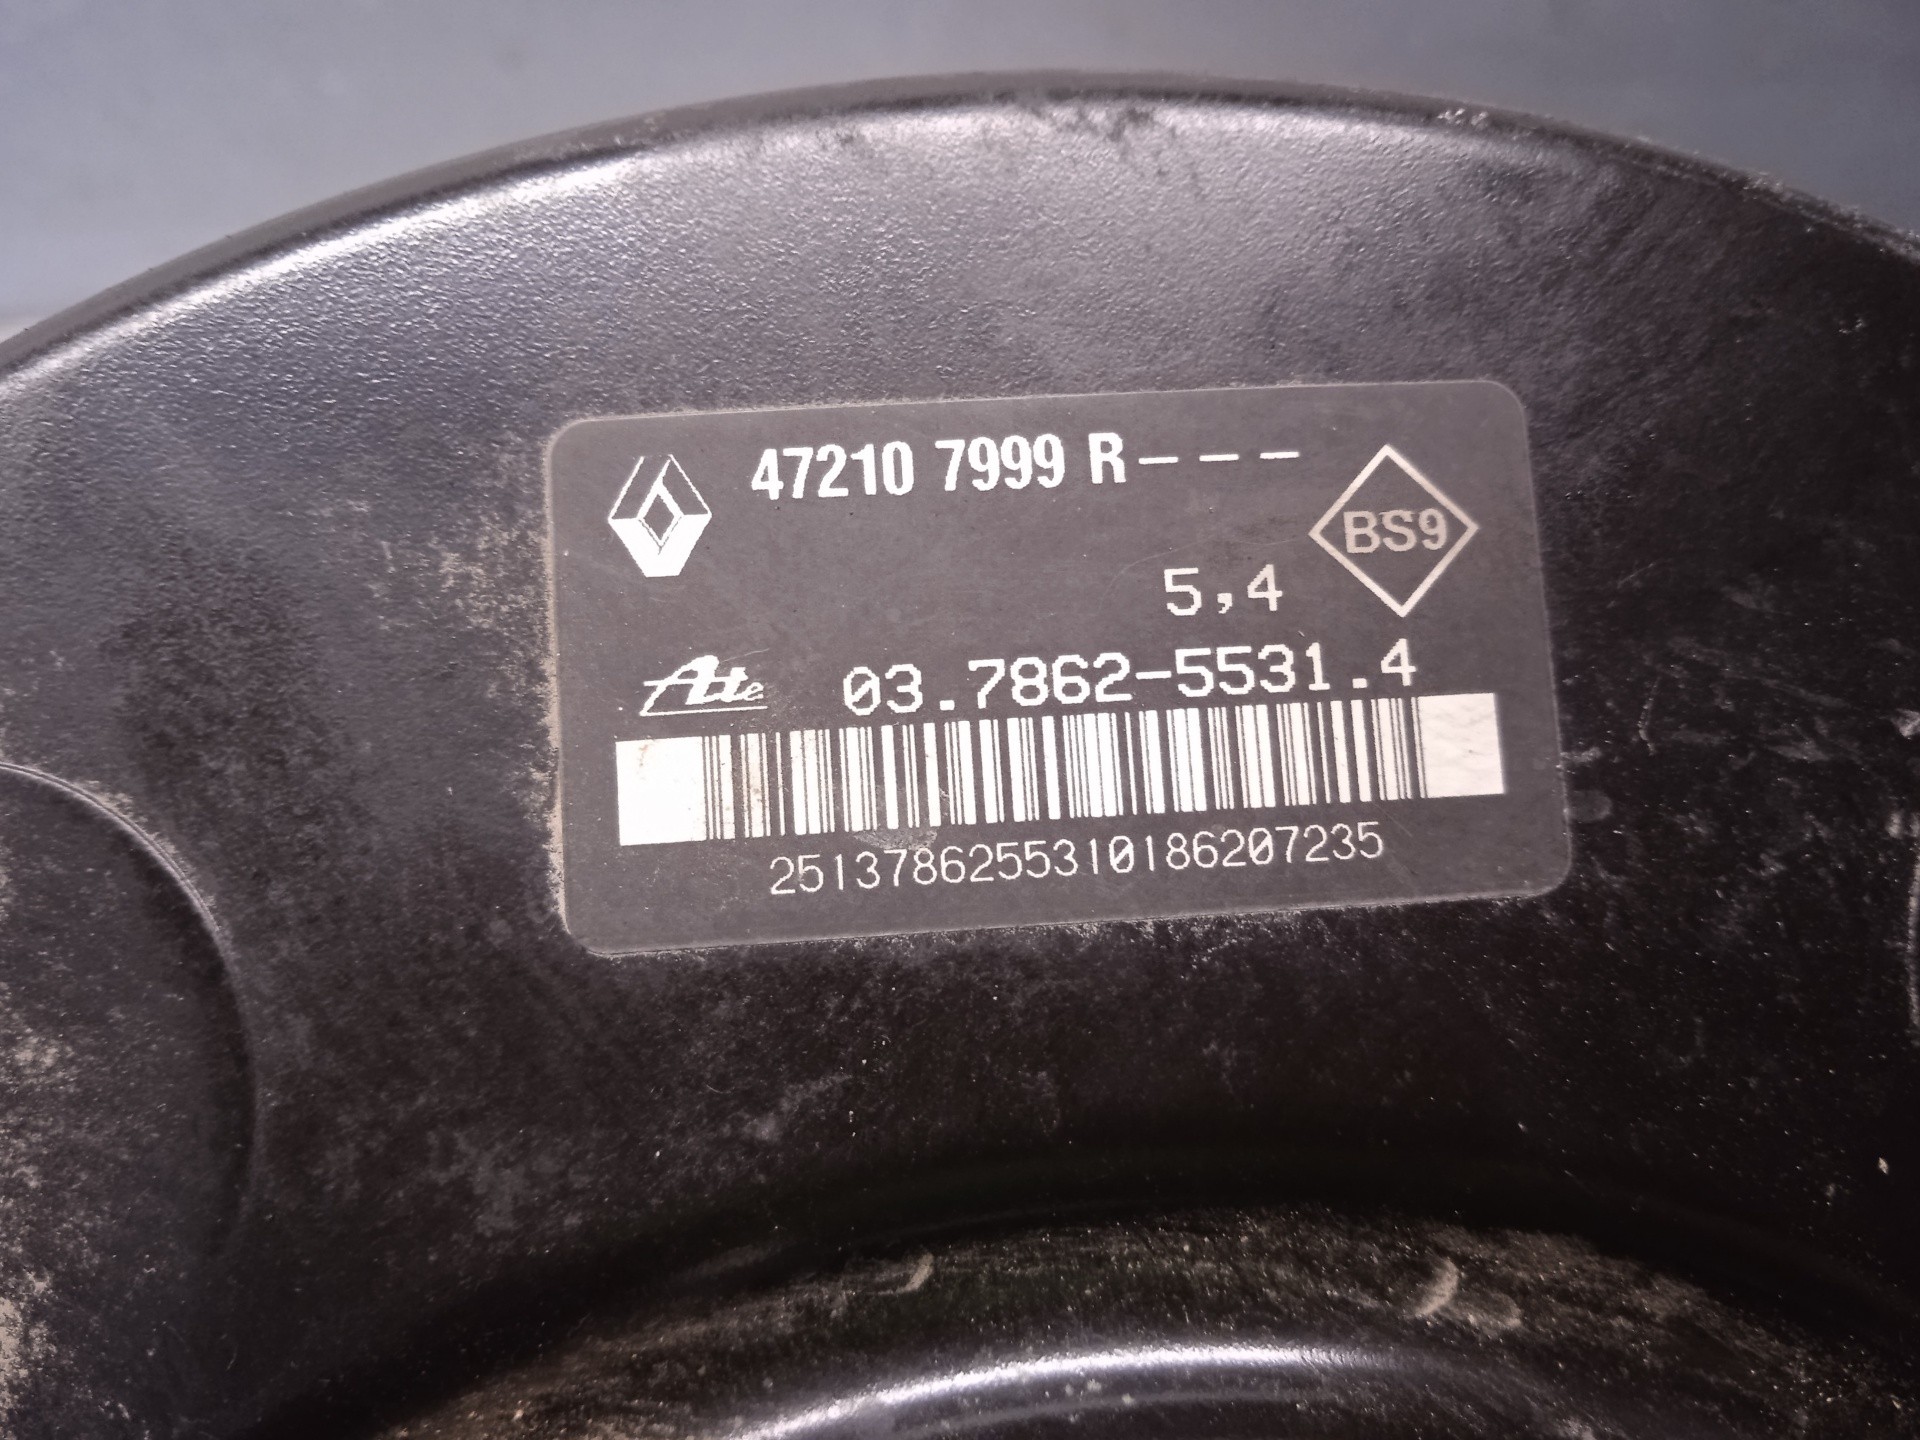 47210 7999 R---
BS9
5,4
Ate 03.7862-5531.4
2513786255310186207235